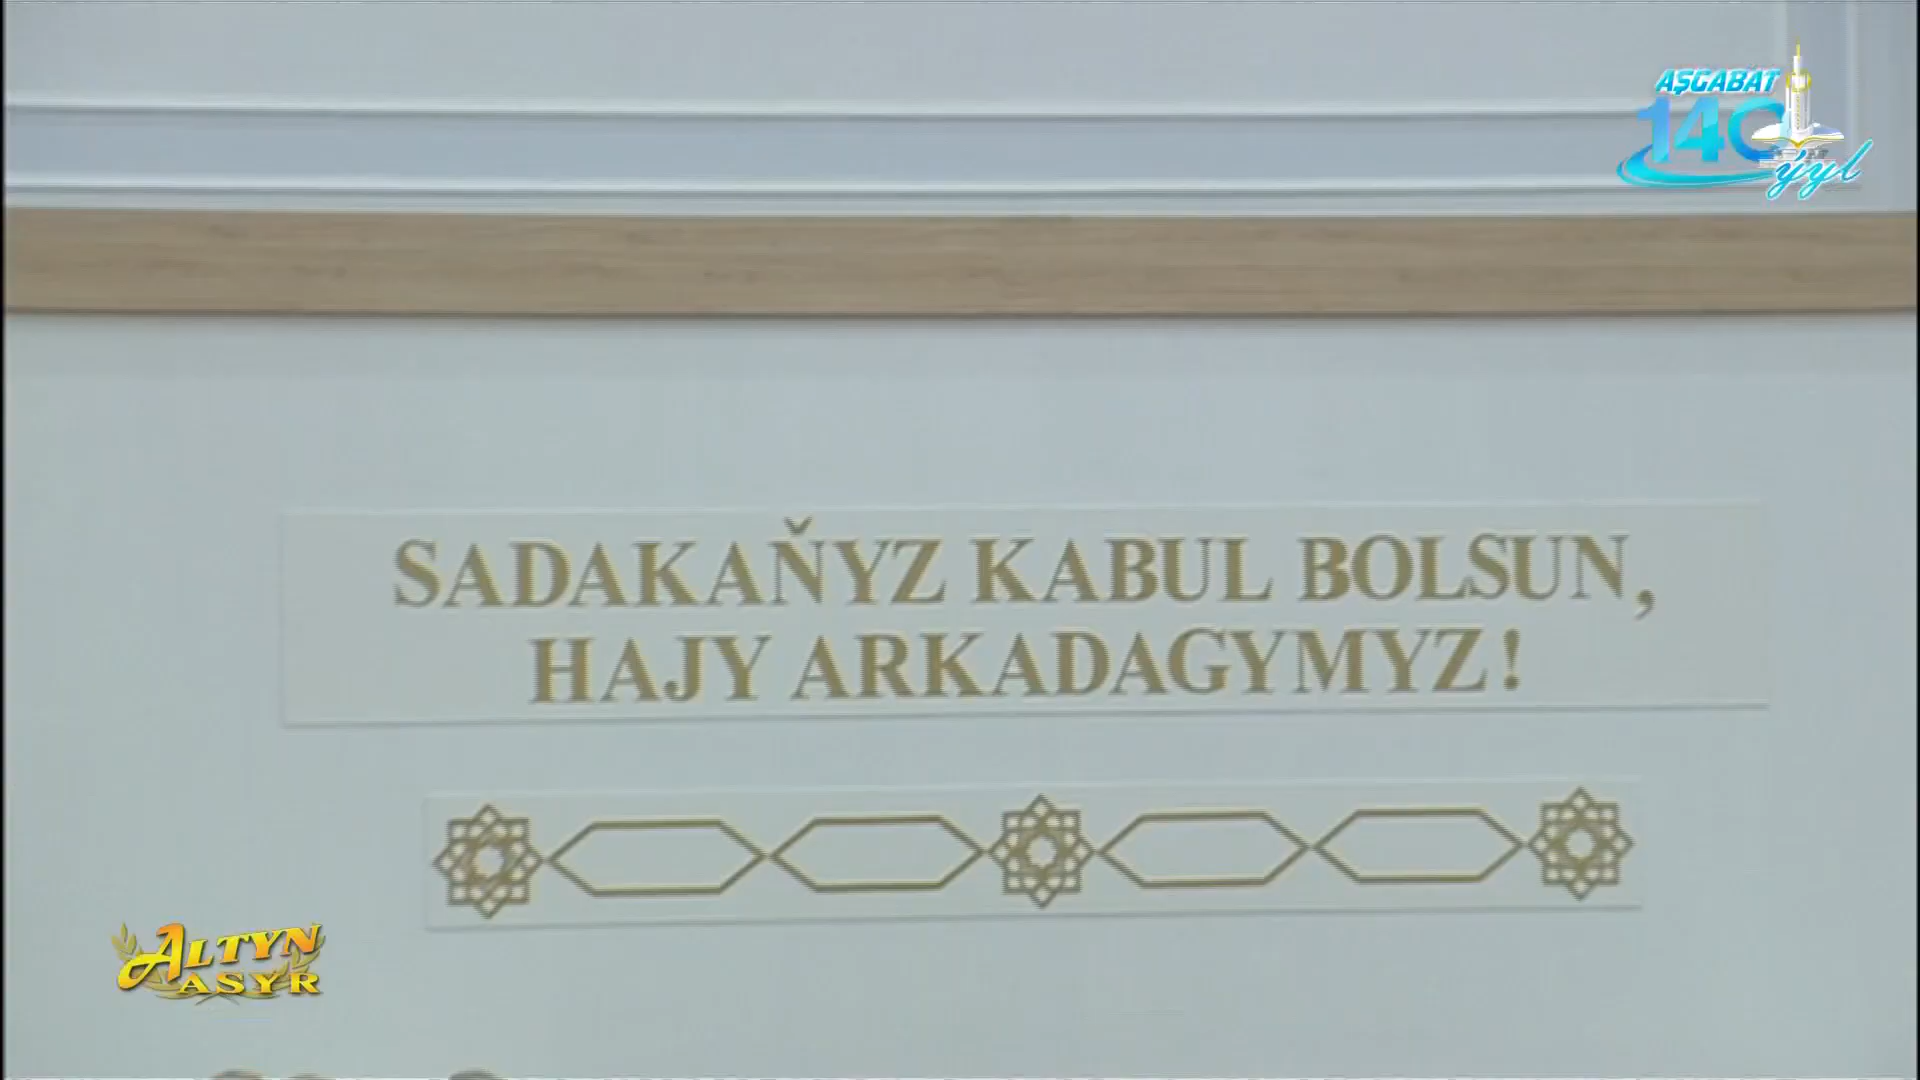 AŞGABAT
140
ýyl
SADAKAŇYZ KABUL BOLSUN,
HAJY ARKADAGYMYZ!
ALTYN
ASYR